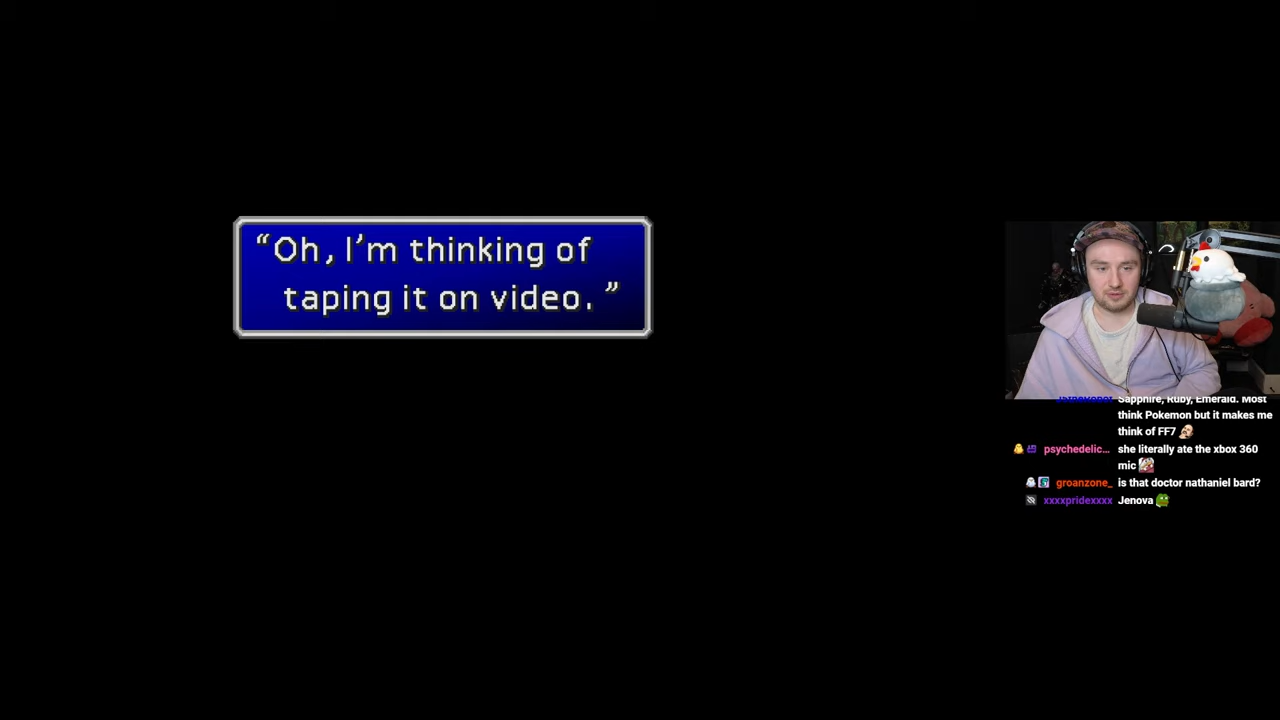 “Oh, I’m thinking of
taping it on video. ”
Sapphire, Ruby, Emerald. Most
think Pokemon but it makes me
think of FF7
psychedelic... she literally ate the xbox 360
mic
groanzone_ is that doctor nathaniel bard?
xxxxpridexxxx Jenova